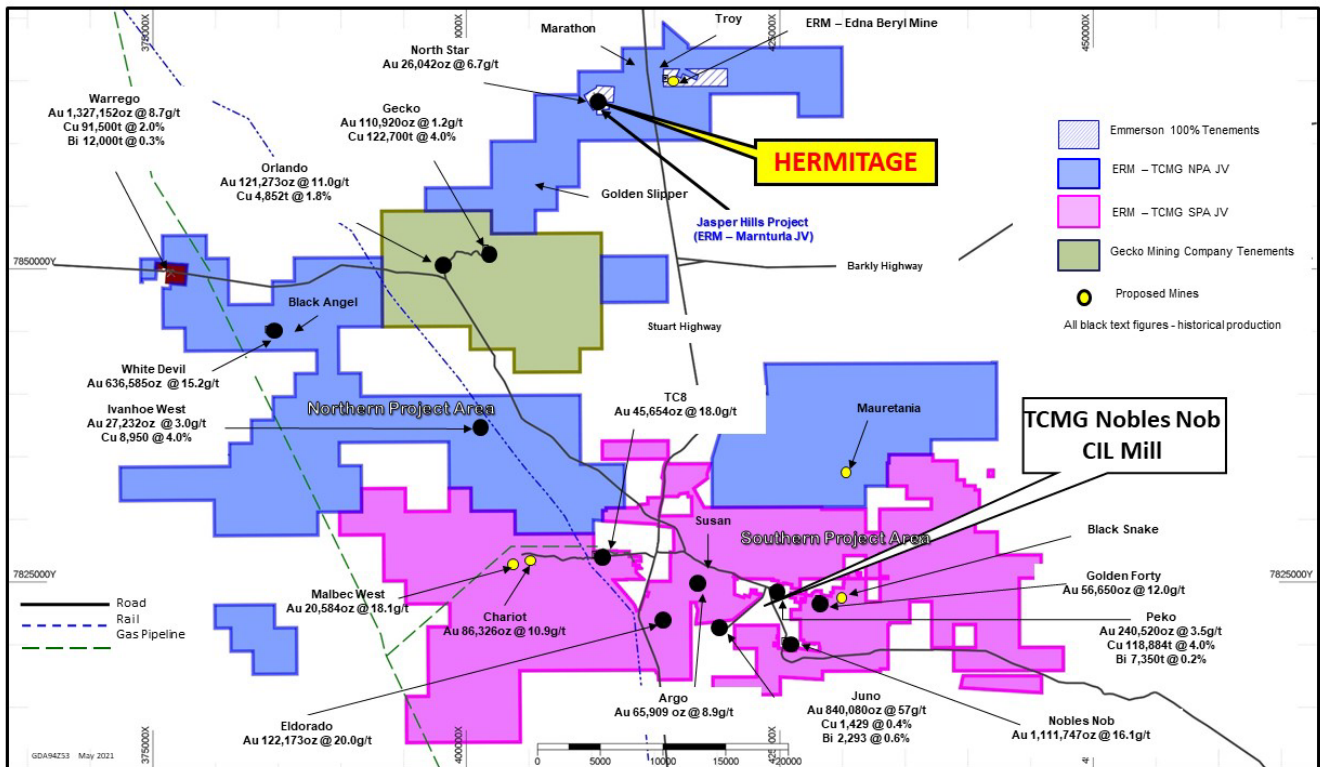 375000X
400000X
425000X
450000X
Troy
ERM – Edna Beryl Mine
Marathon
North Star
Au 26,042oz @ 6.7g/t
Warrego
Au 1,327,152oz @ 8.7g/t
Cu 91,500t @ 2.0%
Bi 12,000t @ 0.3%
Gecko
Au 110,920oz @ 1.2g/t
Cu 122,700t @ 4.0%
Orlando
Au 121,273oz @ 11.0g/t
Cu 4,852t @ 1.8%
HERMITAGE
Golden Slipper
Jasper Hills Project
(ERM – Marnturla JV)
Emmerson 100% Tenements
ERM – TCMG NPA JV
ERM – TCMG SPA JV
Gecko Mining Company Tenements
Proposed Mines
All black text figures - historical production
7850000Y
7850000Y
Barkly Highway
Black Angel
Stuart Highway
White Devil
Au 636,585oz @ 15.2g/t
Ivanhoe West
Au 27,232oz @ 3.0g/t
Cu 8,950 @ 4.0%
Northern Project Area
TC8
Au 45,654oz @ 18.0g/t
Mauretania
TCMG Nobles Nob
CIL Mill
Susan
Southern Project Area
Black Snake
7825000Y
7825000Y
Golden Forty
Au 56,650oz @ 12.0g/t
Malbec West
Au 20,584oz @ 18.1g/t
Chariot
Au 86,326oz @ 10.9g/t
Peko
Au 240,520oz @ 3.5g/t
Cu 118,884t @ 4.0%
Bi 7,350t @ 0.2%
Road
Rail
Gas Pipeline
Argo
Au 65,909 oz @ 8.9g/t
Juno
Au 840,080oz @ 57g/t
Cu 1,429 @ 0.4%
Bi 2,293 @ 0.6%
Eldorado
Au 122,173oz @ 20.0g/t
Nobles Nob
Au 1,111,747oz @ 16.1g/t
GDA94Z53 May 2021
375000X
400000X
0
5000
10000
15000
20000